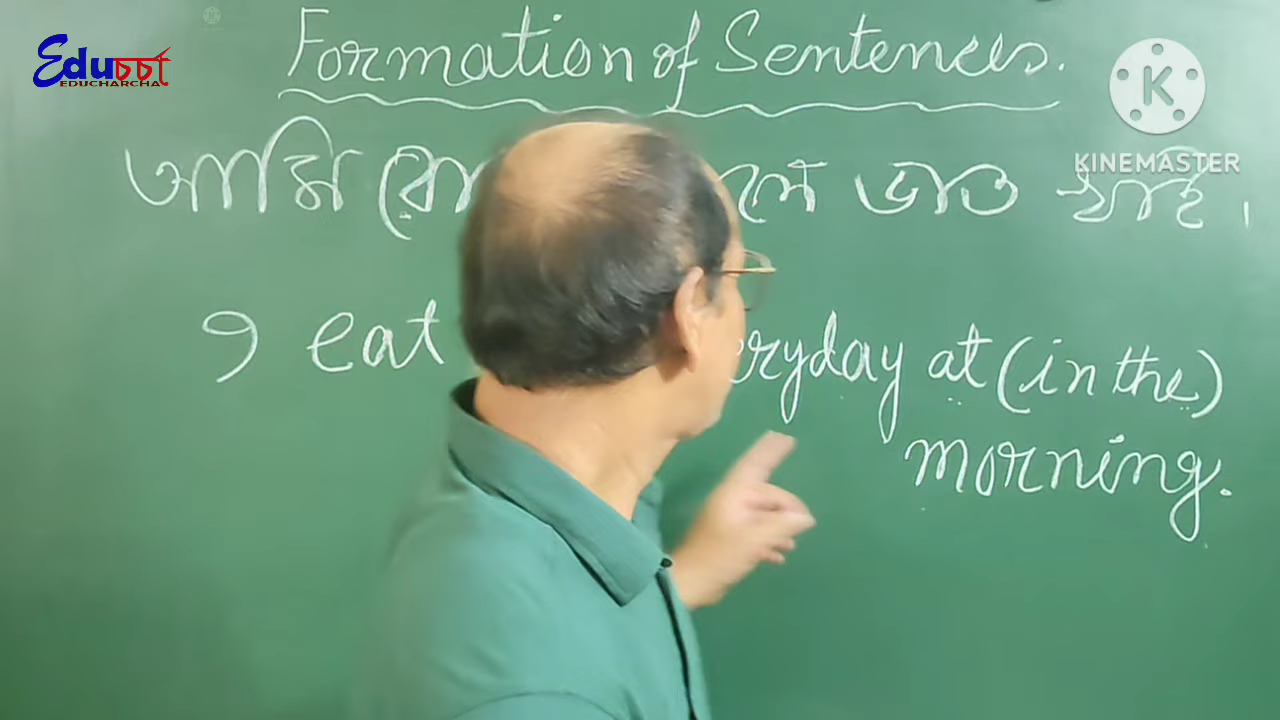 Eduচর্চা
EDUCHARCHA
K
KINEMASTER
Formation of Sentences.
আমি ভাত খাই।
I eat at (in the)
morning.